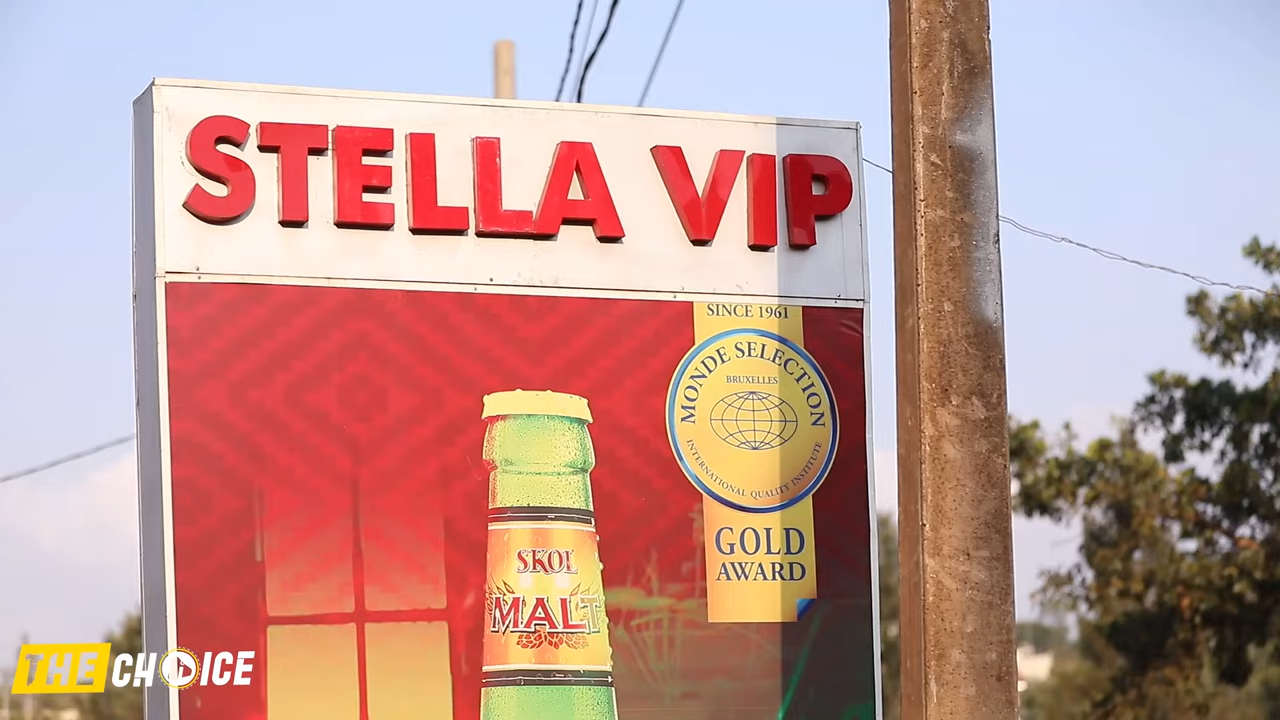 STELLA VIP
SINCE 1961
MONDE SELECTION
BRUXELLES
INTERNATIONAL QUALITY INSTITUTE
GOLD
AWARD
SKOL
MALT
THE CHOICE